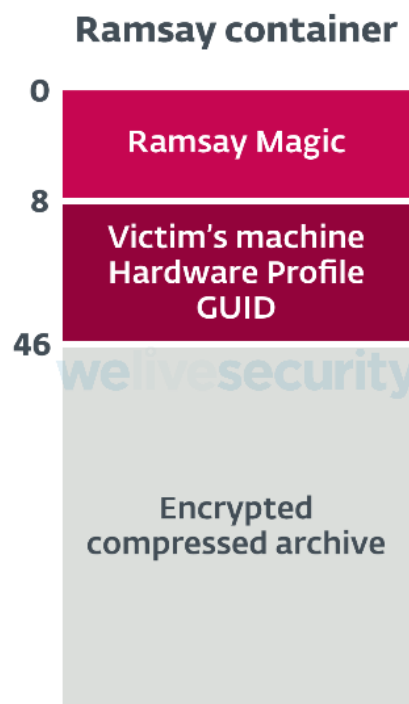 Ramsay container
0
Ramsay Magic
8
Victim's machine
Hardware Profile
GUID
46
welivesecurity
Encrypted
compressed archive